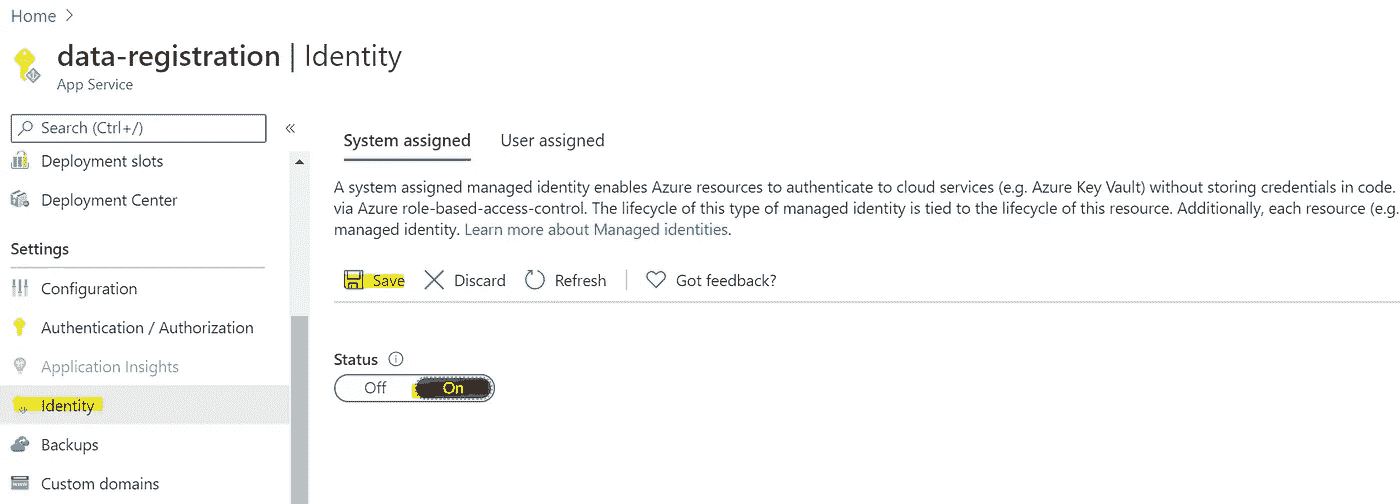 Home
data-registration | Identity
App Service
Search (Ctrl+/)
Deployment slots
Deployment Center
Settings
Configuration
Authentication / Authorization
Application Insights
Identity
Backups
Custom domains
System assigned User assigned
A system assigned managed identity enables Azure resources to authenticate to cloud services (e.g. Azure Key Vault) without storing credentials in code.
via Azure role-based-access-control. The lifecycle of this type of managed identity is tied to the lifecycle of this resource. Additionally, each resource (e.g.
managed identity. Learn more about Managed identities.
Save Discard Refresh Got feedback?
Status
Off On